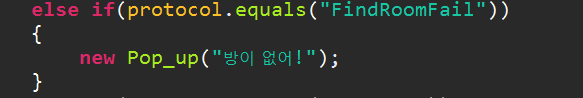 else if(protocol.equals("FindRoomFail"))
{
new Pop_up("방이 없어!");
}